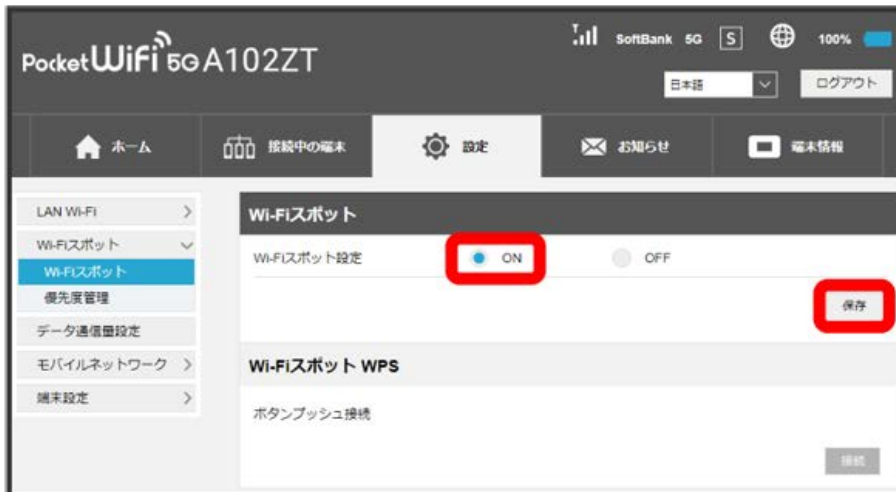 SoftBank 5G S 100%
Pocket WiFi 5G A102ZT
日本語 ログアウト
ホーム 接続中の端末 設定 お知らせ 端末情報
LAN Wi-Fi
Wi-Fiスポット
Wi-Fiスポット
優先度管理
データ通信量設定
モバイルネットワーク
端末設定
Wi-Fiスポット
Wi-Fiスポット設定 ON OFF
保存
Wi-Fiスポット WPS
ボタンプッシュ接続
接続